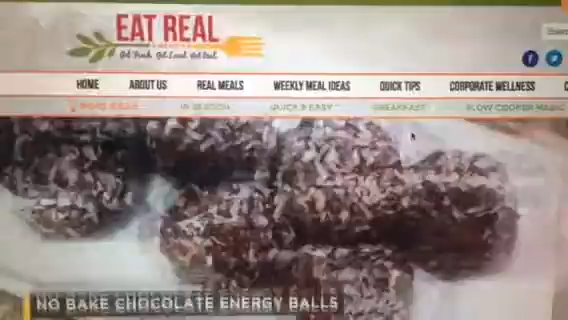 EAT REAL
Get Fresh. Get Local. Get Real.
HOME ABOUT US REAL MEALS WEEKLY MEAL IDEAS QUICK TIPS CORPORATE WELLNESS
IN SEASON QUICK & EASY BREAKFAST SLOW COOKER MAGIC
NO BAKE CHOCOLATE ENERGY BALLS